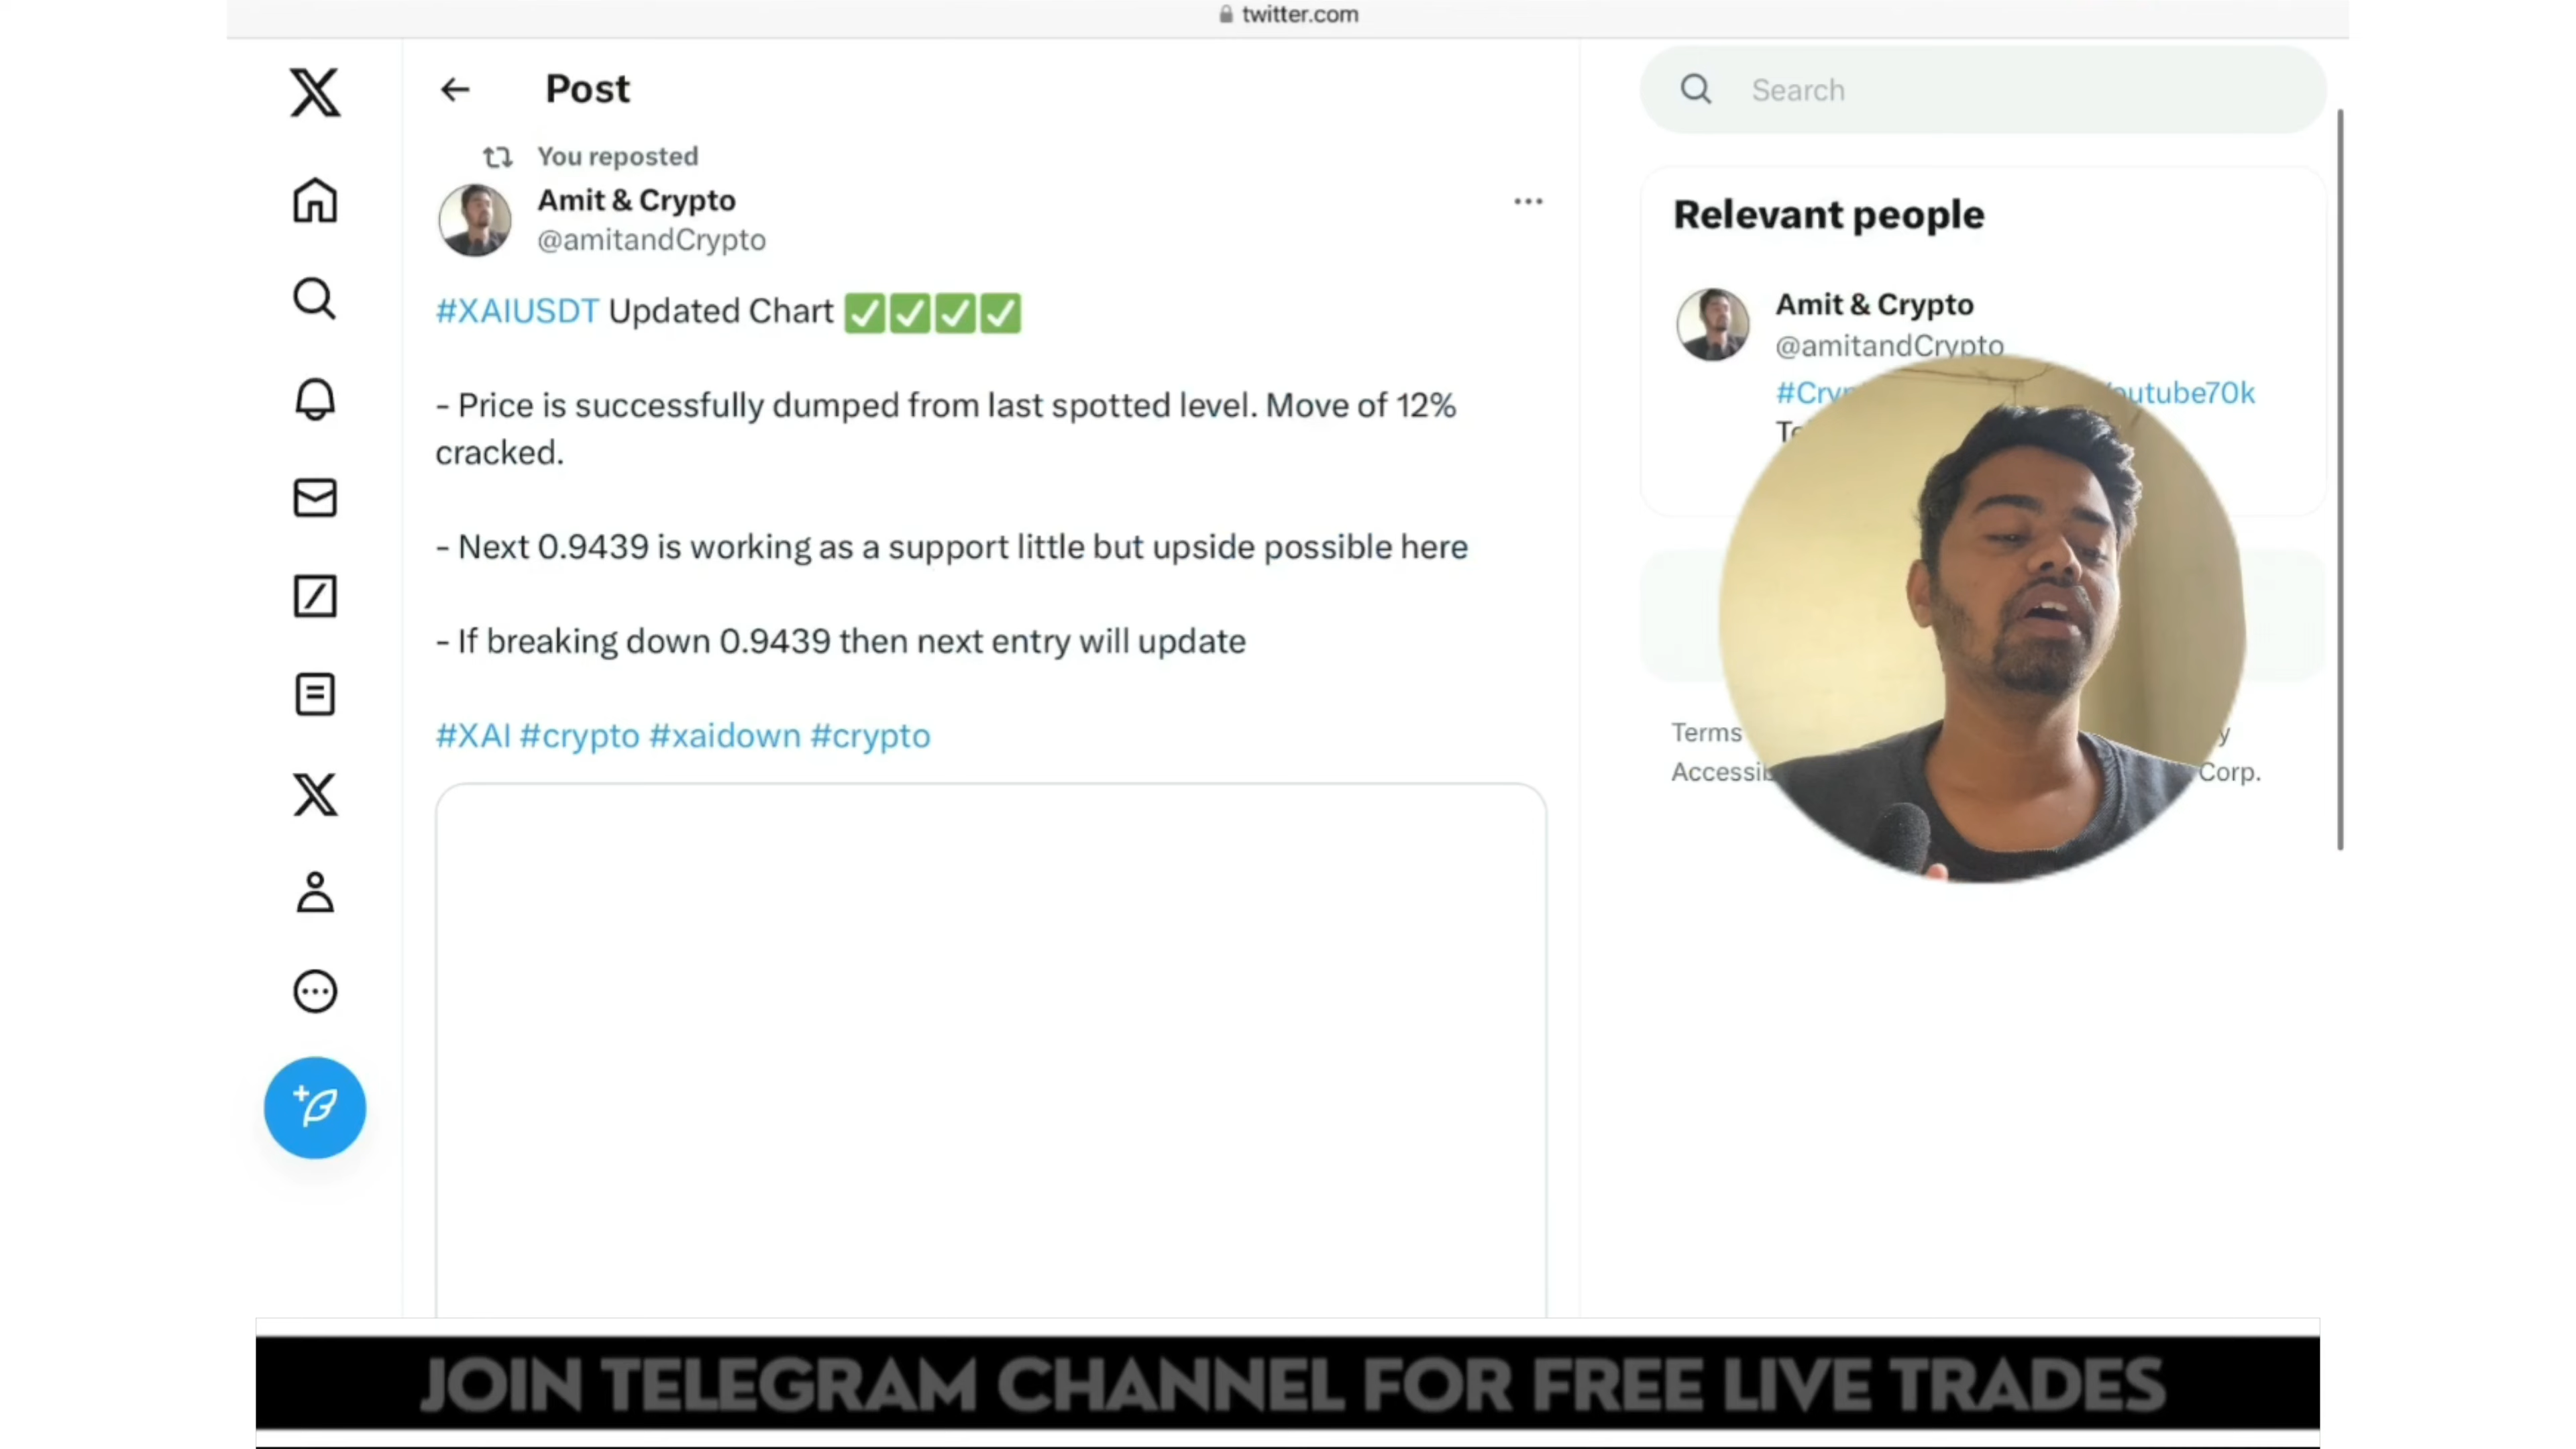 twitter.com
Post
Search
You reposted
Amit & Crypto
@amitandCrypto
#XAIUSDT Updated Chart ✅✅✅✅
- Price is successfully dumped from last spotted level. Move of 12%
cracked.
- Next 0.9439 is working as a support little but upside possible here
- If breaking down 0.9439 then next entry will update
#XAI #crypto #xaidown #crypto
Relevant people
Amit & Crypto
@amitandCrypto
Terms
Corp.
JOIN TELEGRAM CHANNEL FOR FREE LIVE TRADES